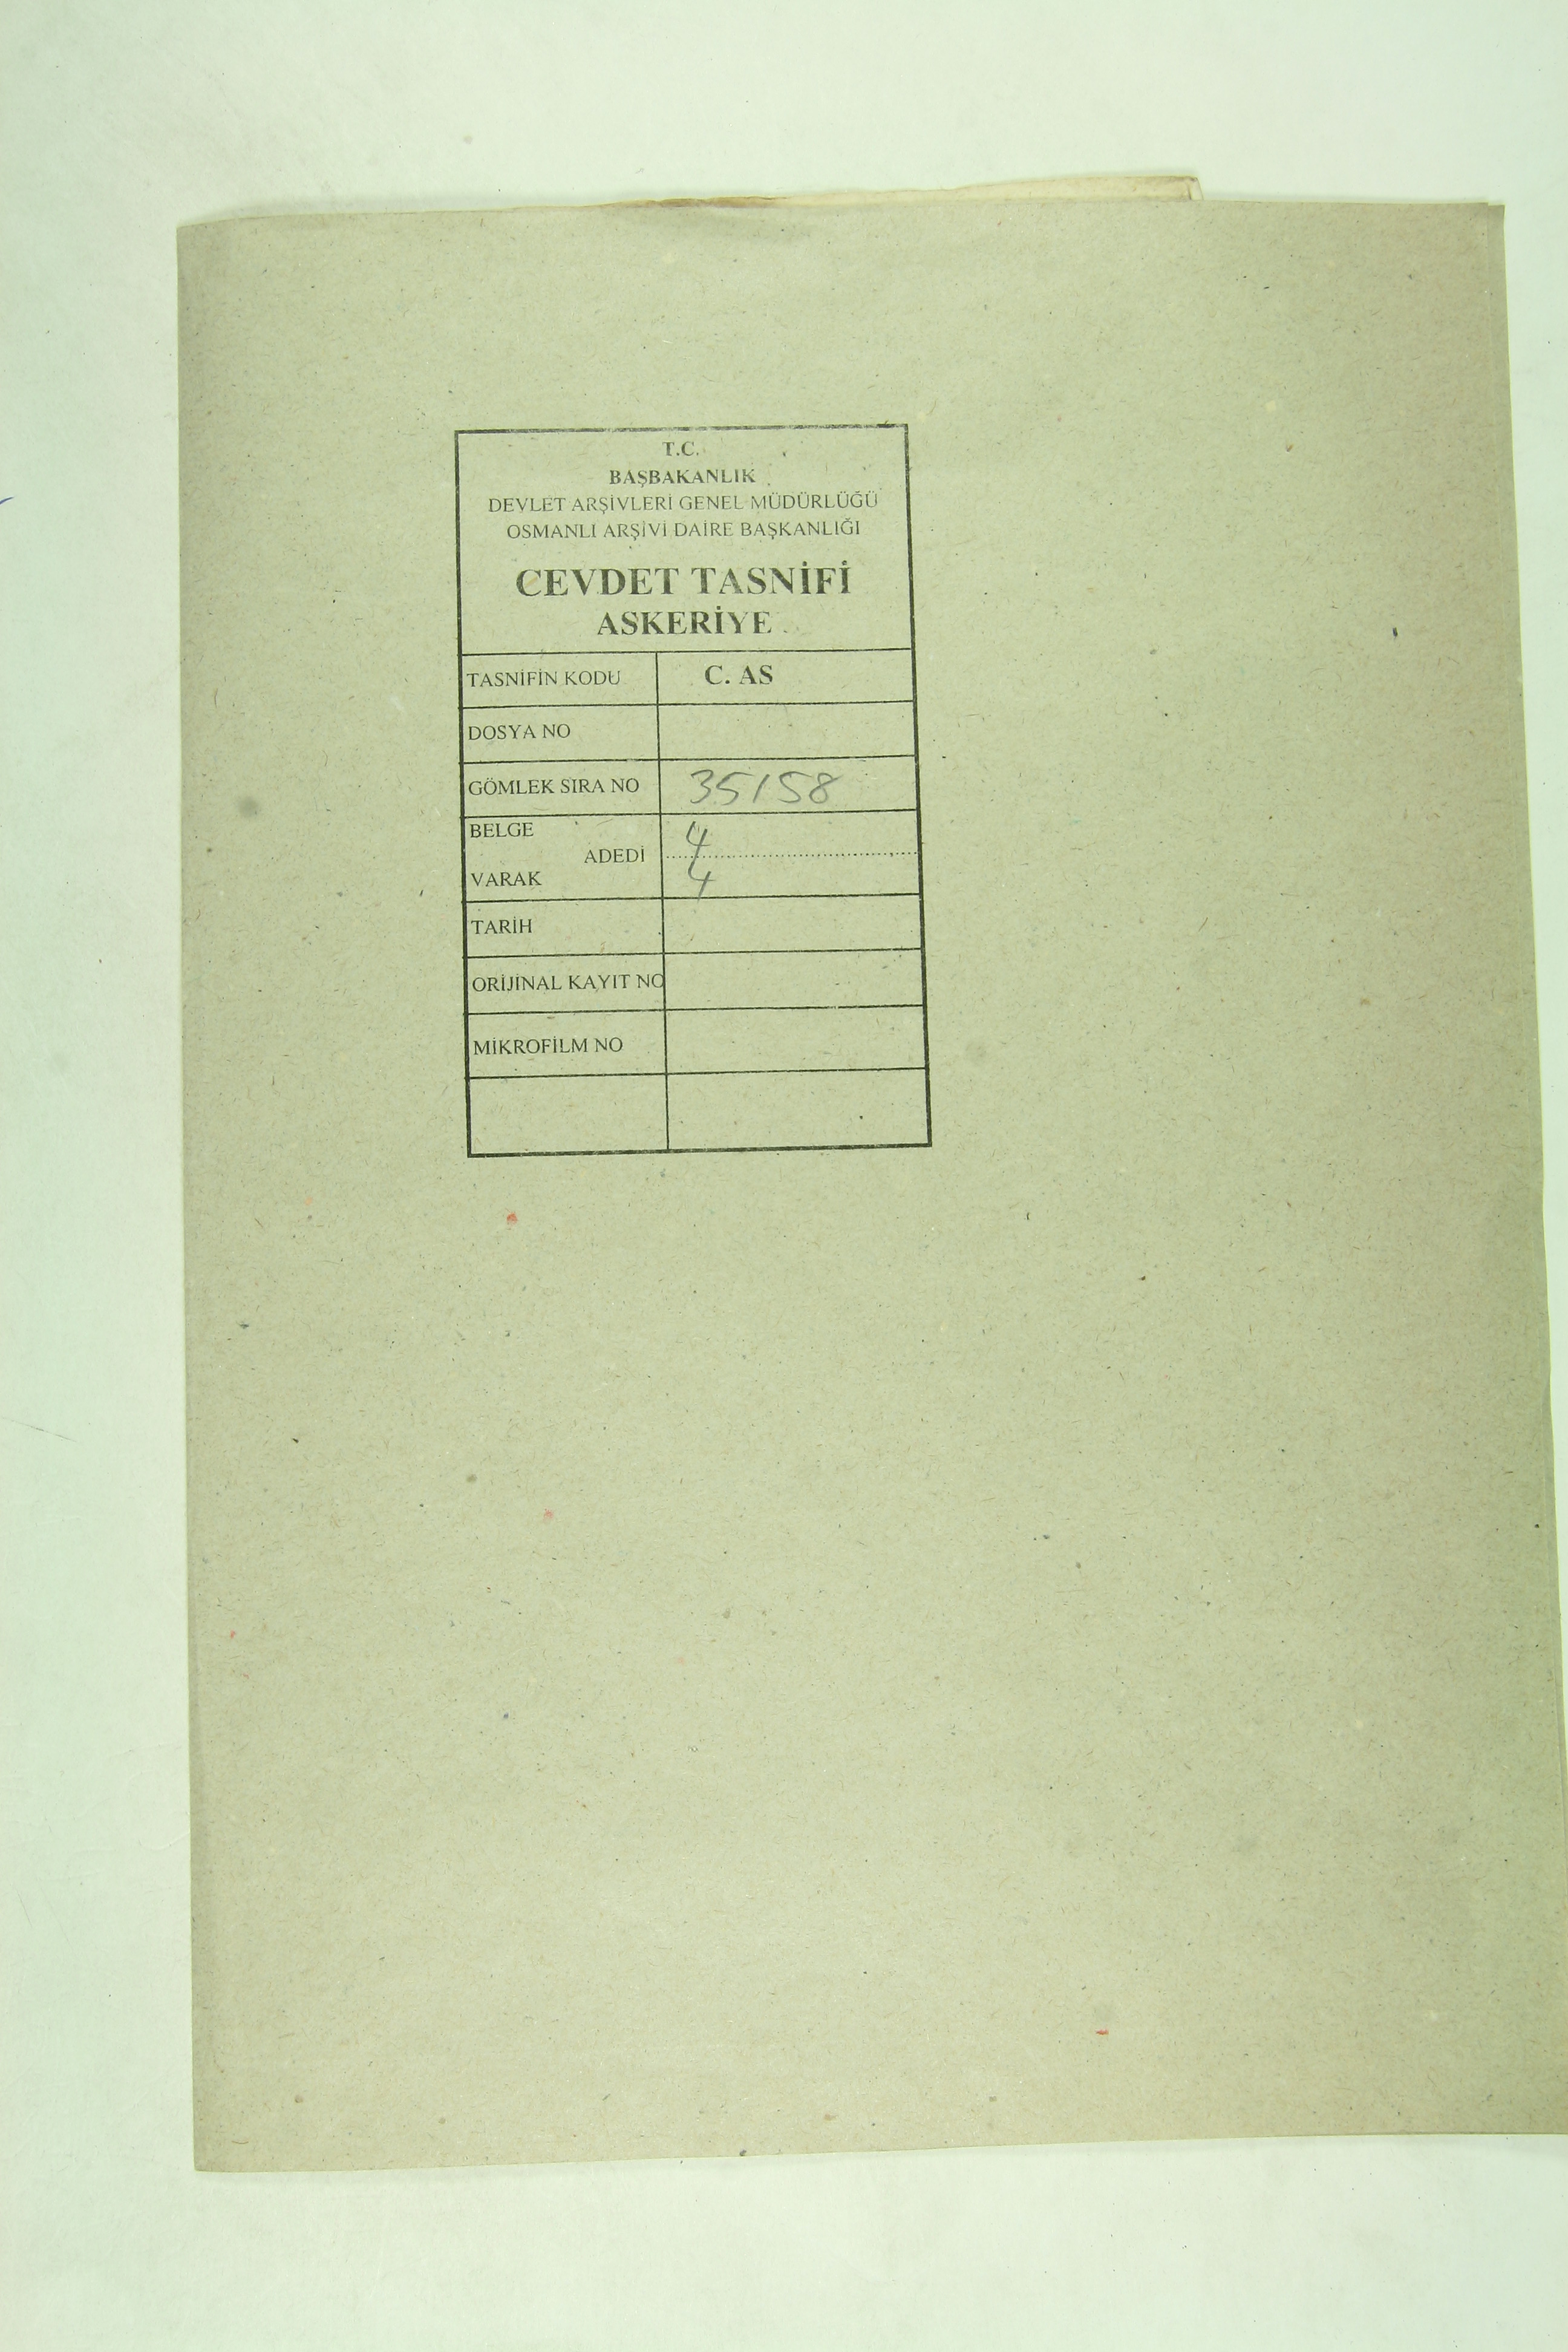 T.C.
BAŞBAKANLIK
DEVLET ARŞİVLERİ GENEL MÜDÜRLÜĞÜ
OSMANLI ARŞİVİ DAİRE BAŞKANLIĞI
CEVDET TASNİFİ
ASKERİYE
TASNİFİN KODU C. AS
DOSYA NO
GÖMLEK SIRA NO 35158
BELGE 4
ADEDİ
VARAK 4
TARİH
ORİJİNAL KAYIT NO
MİKROFİLM NO